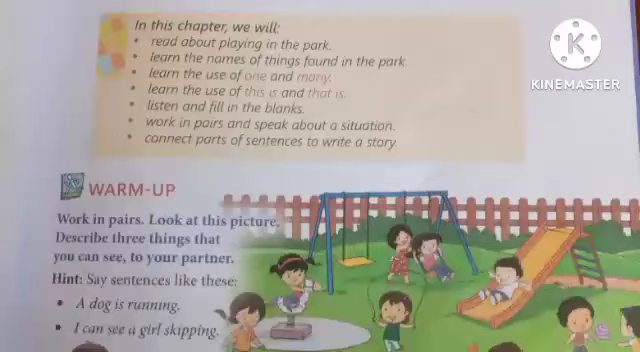 In this chapter, we will:
• read about playing in the park.
• learn the names of things found in the park.
• learn the use of one and many.
• learn the use of this is and that is.
• listen and fill in the blanks.
• work in pairs and speak about a situation.
• connect parts of sentences to write a story.
KINEMASTER
WARM-UP
Work in pairs. Look at this picture.
Describe three things that
you can see, to your partner.
Hint: Say sentences like these:
• A dog is running.
• I can see a girl skipping.